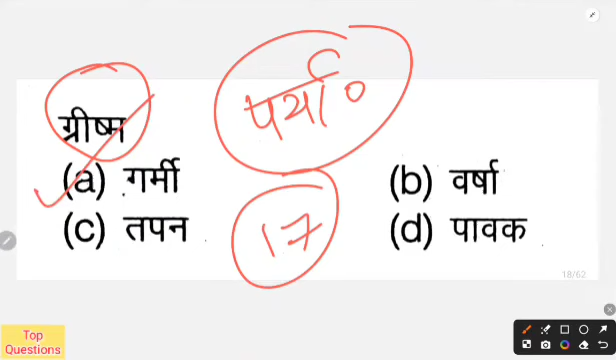 पर्या०
ग्रीष्म
(a) गर्मी (b) वर्षा
(c) तपन (d) पावक
17
18/62
Top
Questions